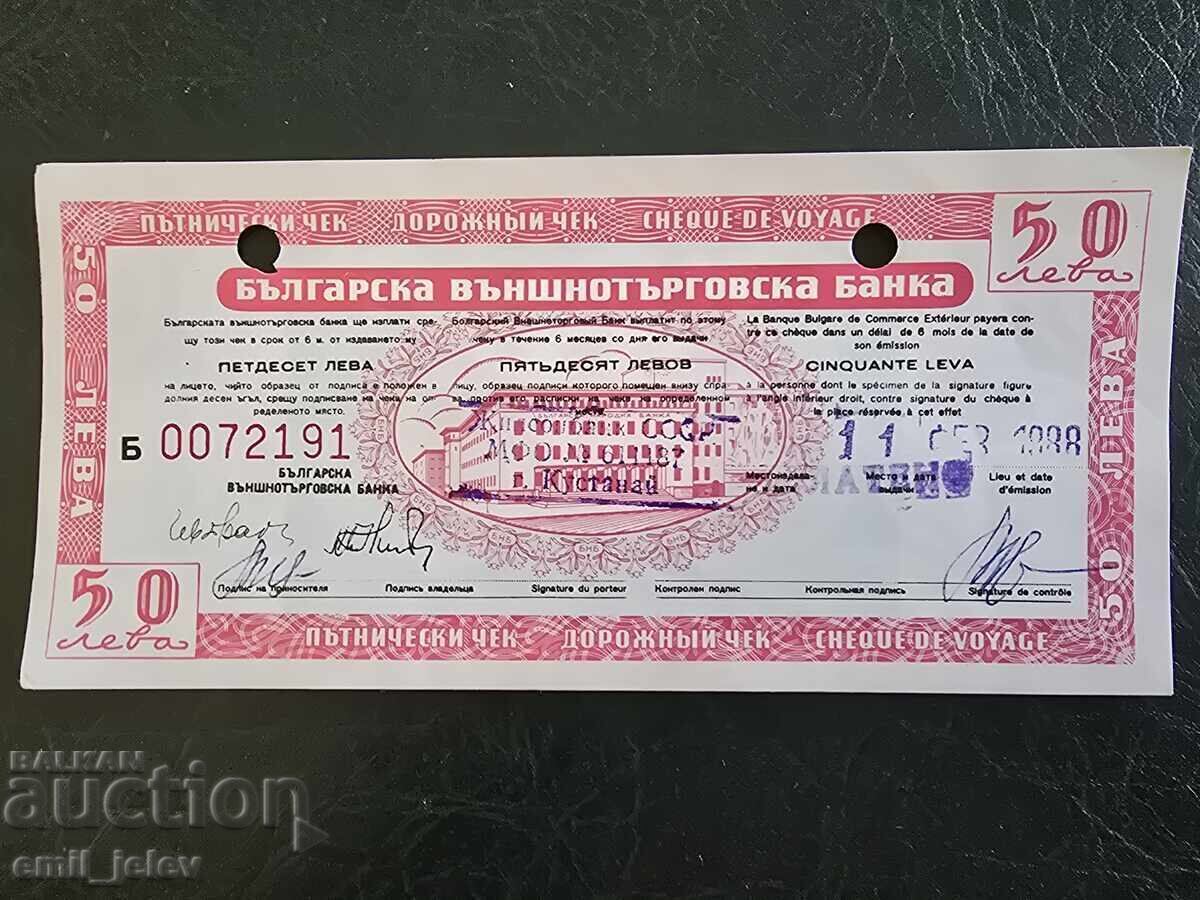 ПЪТНИЧЕСКИ ЧЕК ДОРОЖНЫЙ ЧЕК CHEQUE DE VOYAGE
50 лева
50 ЛЕВА
БЪЛГАРСКА ВЪНШНОТЪРГОВСКА БАНКА
Българската външнотърговска банка ще изплати сре-
щу този чек в срок от 6 м. от издаването му
ПЕТДЕСЕТ ЛЕВА
на лицето, чийто образец от подписа е положен в
долния десен ъгъл, срещу подписване на чека на оп-
ределеното място.
Болгарский Внешнеторговый Банк выплатит по этому
чеку в течение 6 месяцев со дня его выдачи
ПЯТЬДЕСЯТ ЛЕВОВ
лицу, образец подписи которого помещен внизу спра-
ва, против его расписки на чеке на определенном
месте.
La Banque Bulgare de Commerce Extérieur payera con-
tre ce chèque dans un délai de 6 mois de la date de
son émission
CINQUANTE LEVA
à la personne dont le spécimen de la signature figure
à l'angle inférieur droit, contre signature du chèque à
la place réservée à cet effet
Б 0072191
БЪЛГАРСКА
ВЪНШНОТЪРГОВСКА БАНКА
СССР
г. Кустанай
11 1988
Местоиздава-
не и дата
Место и дата
выдачи
Lieu et date
d'émission
БНБ
Подпис на приносителя Подпись владельца Signature du porteur Контролен подпис Контрольная подпись Signature de contrôle
50 лева
50 ЛЕВА
ПЪТНИЧЕСКИ ЧЕК ДОРОЖНЫЙ ЧЕК CHEQUE DE VOYAGE
BALKAN
auction
emil_jelev